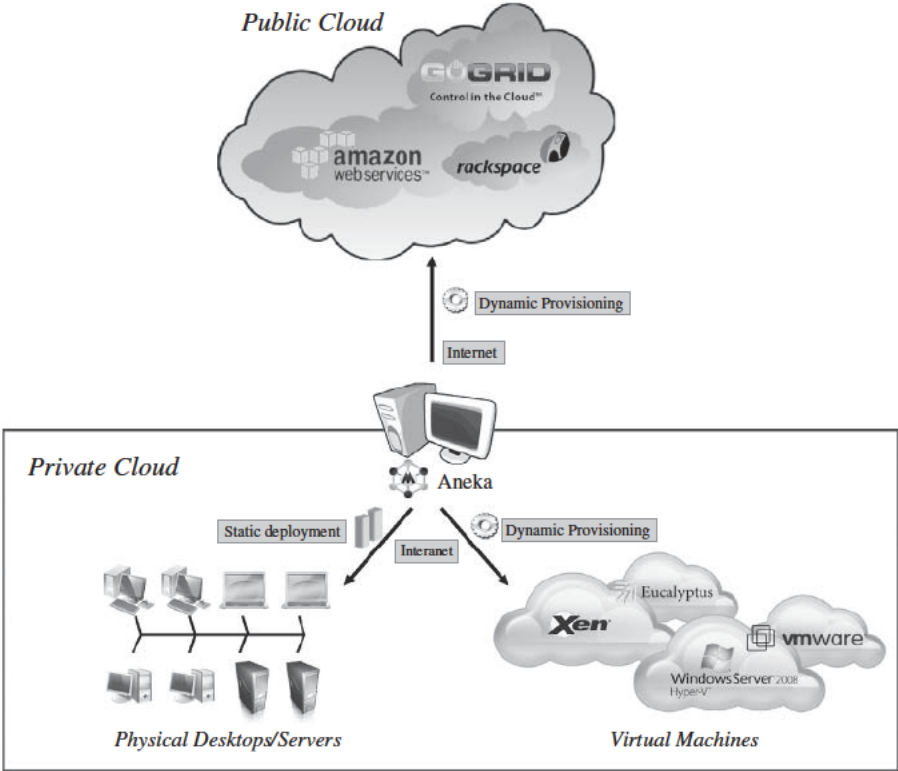 Public Cloud
GOGRID
Control in the Cloud™
amazon
webservices™
rackspace
Dynamic Provisioning
Internet
Private Cloud
Aneka
Static deployment
Dynamic Provisioning
Interanet
Eucalyptus
Xen®
vmware®
WindowsServer 2008
Hyper-V™
Physical Desktops/Servers
Virtual Machines